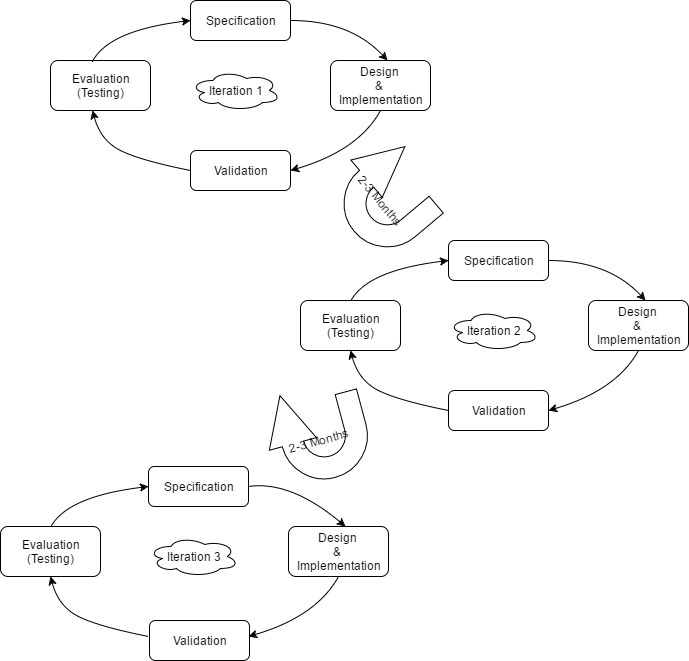 Specification
Evaluation
(Testing)
Iteration 1
Design
&
Implementation
Validation
2-3 Months
Specification
Evaluation
(Testing)
Iteration 2
Design
&
Implementation
Validation
2-3 Months
Specification
Evaluation
(Testing)
Iteration 3
Design
&
Implementation
Validation